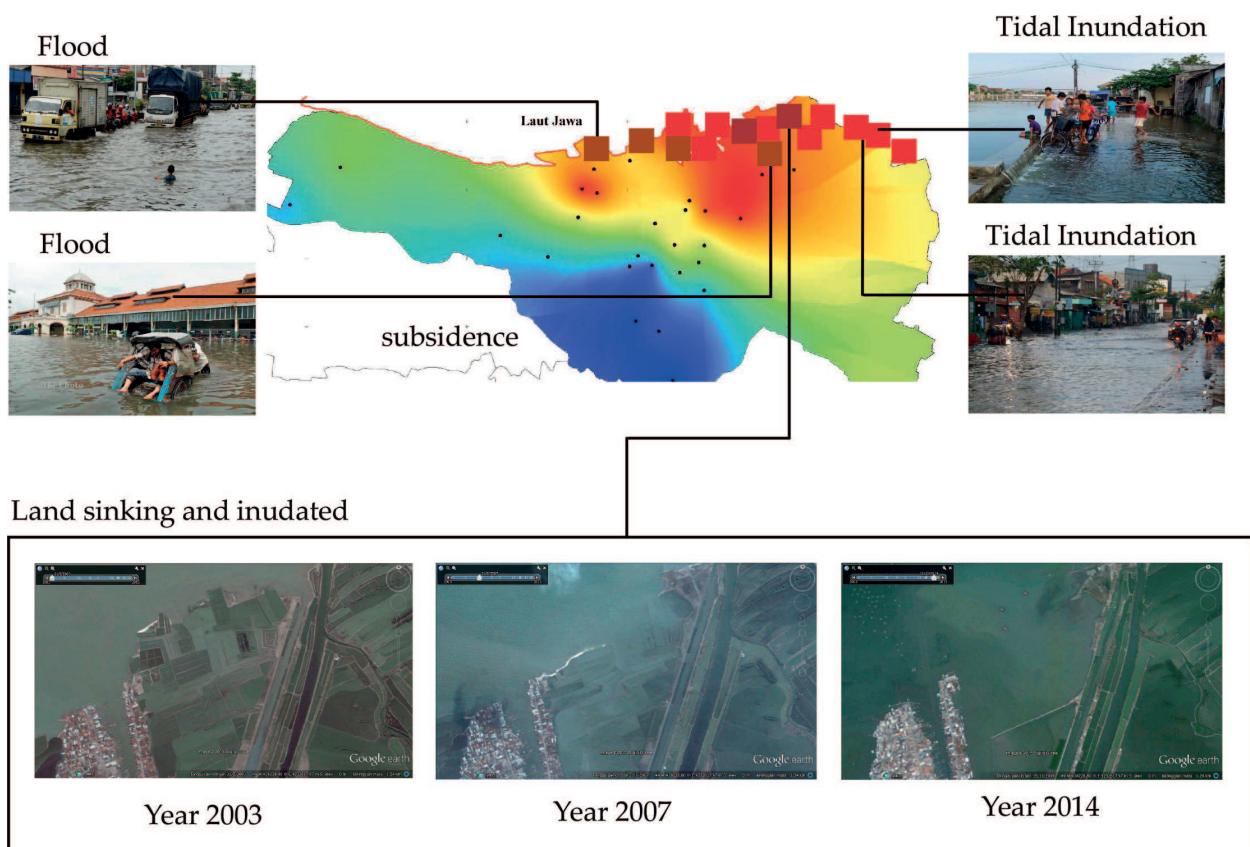 Flood
Tidal Inundation
Laut Jawa
Flood
Tidal Inundation
subsidence
Land sinking and inudated
Google earth
Google earth
Google earth
Year 2003
Year 2007
Year 2014